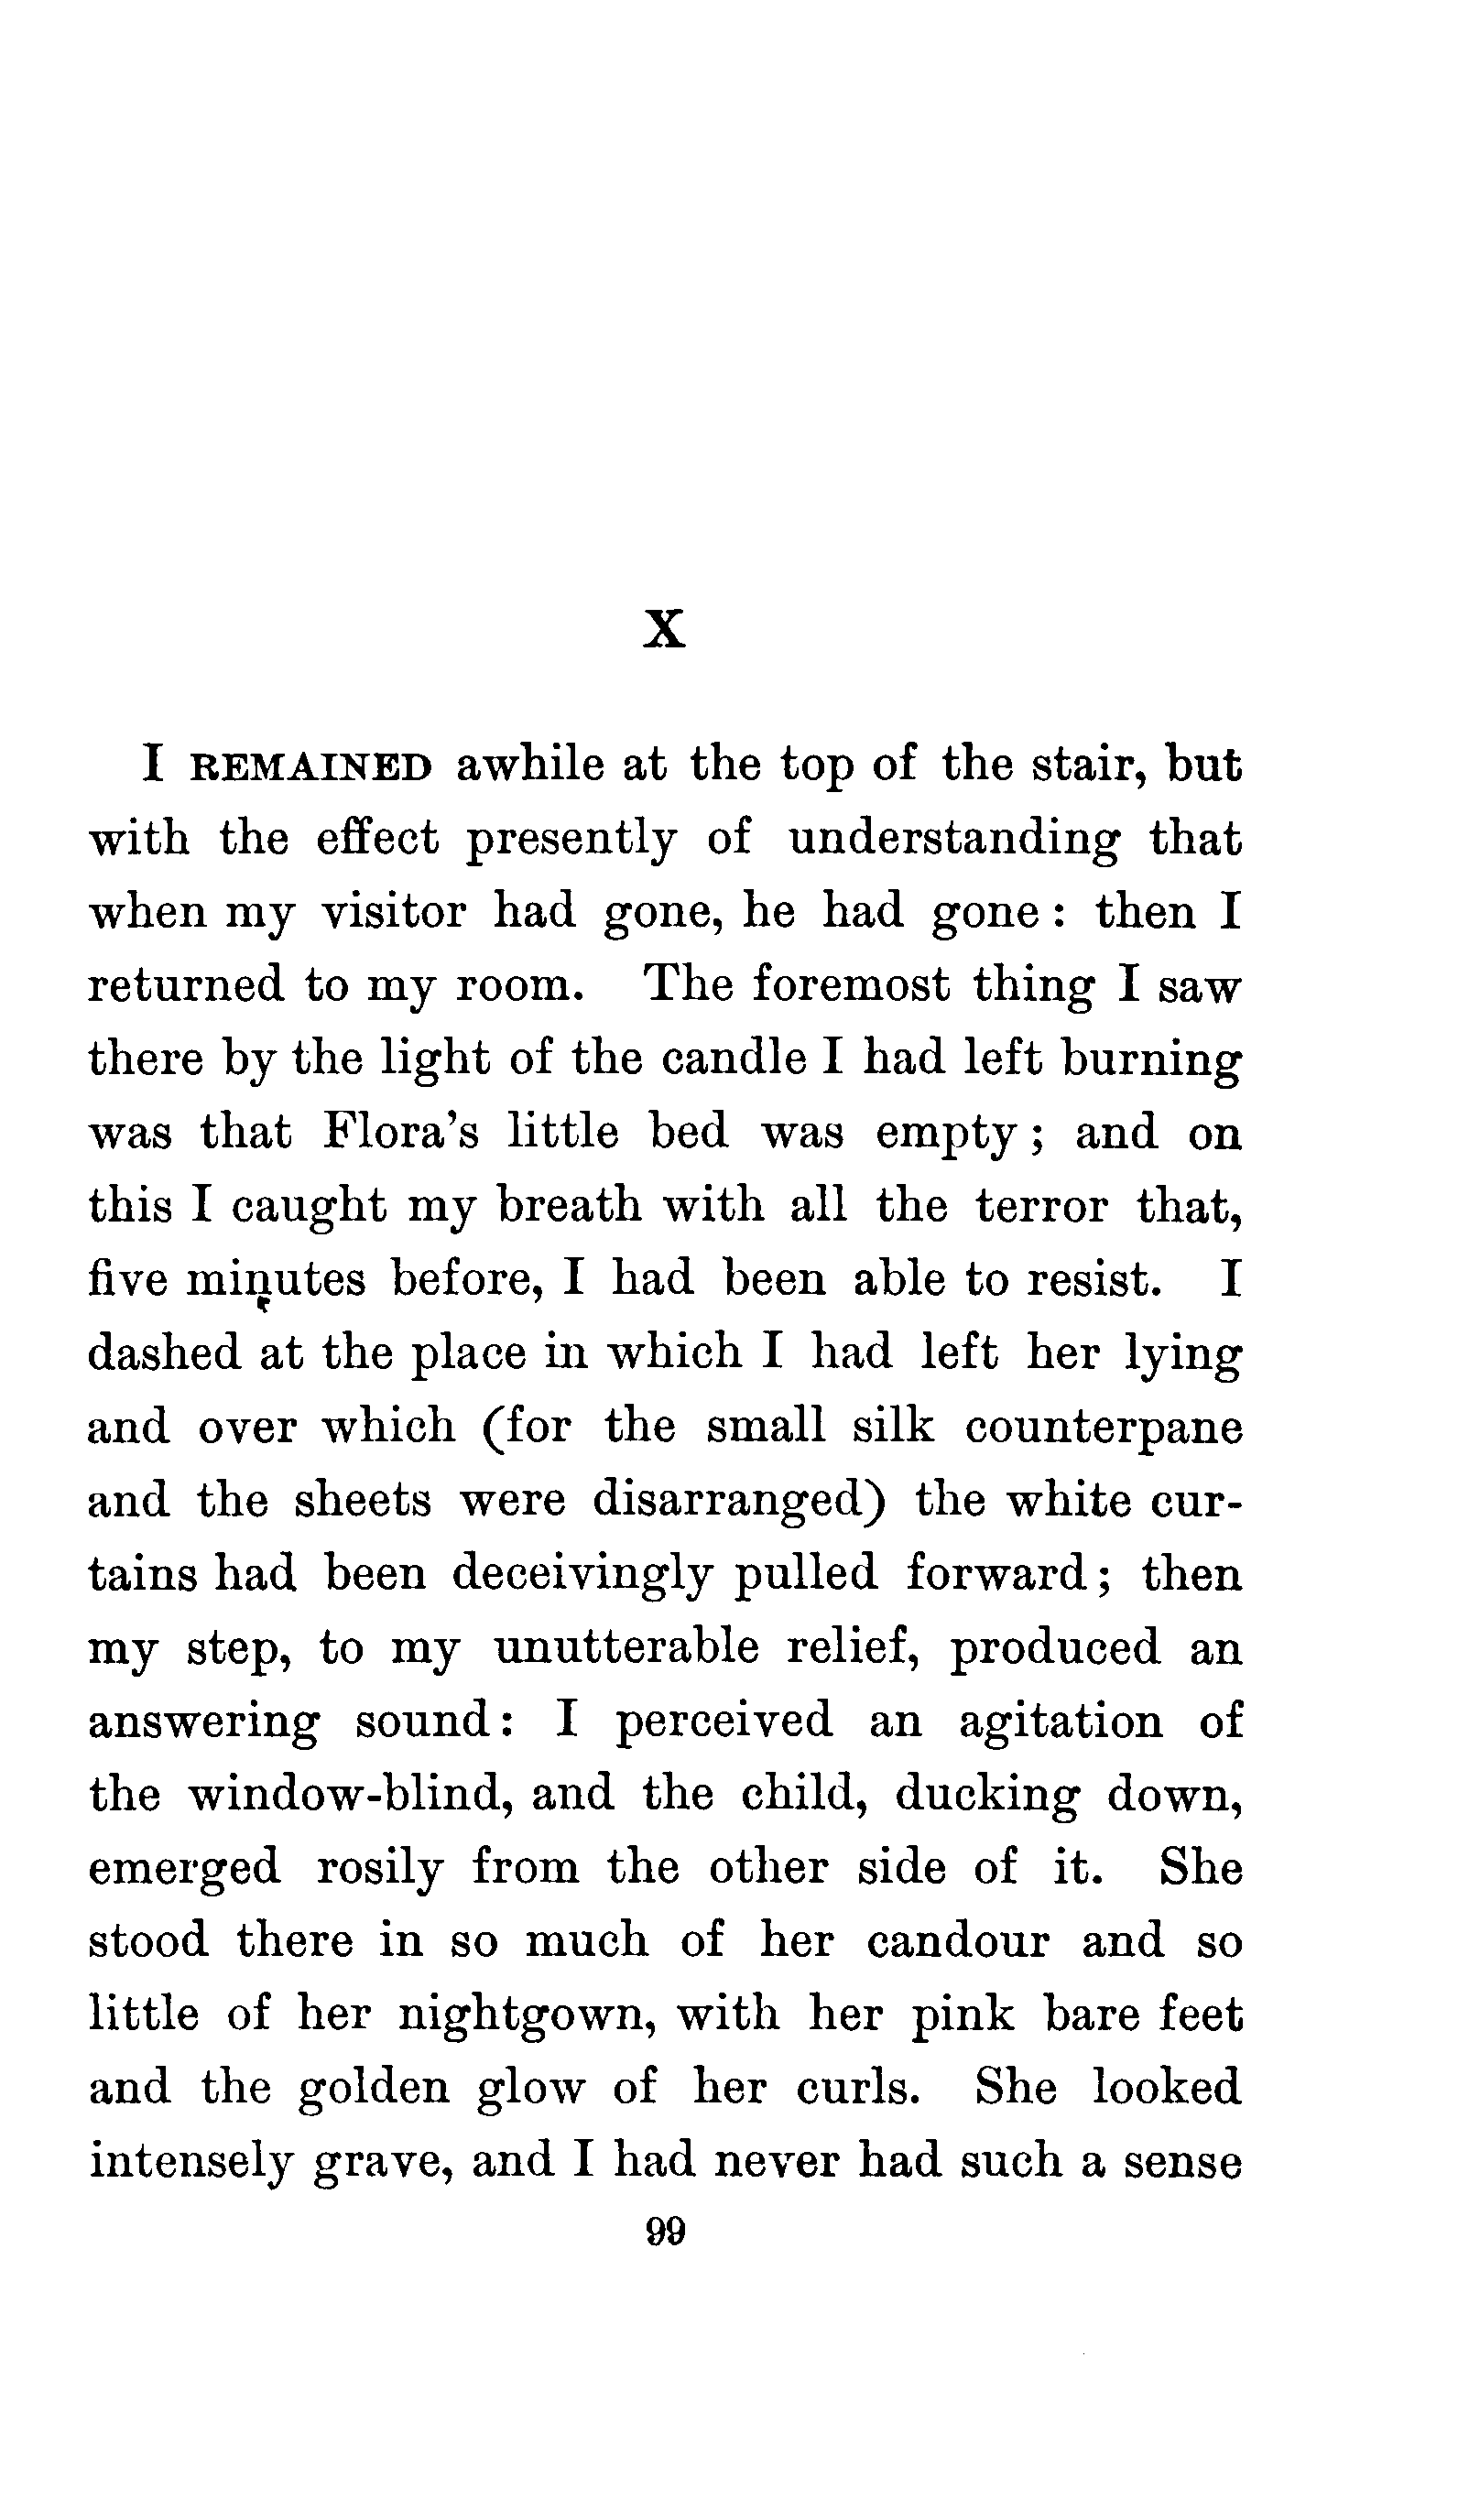 X
I REMAINED awhile at the top of the stair, but
with the effect presently of understanding that
when my visitor had gone, he had gone : then I
returned to my room. The foremost thing I saw
there by the light of the candle I had left burning
was that Flora's little bed was empty ; and on
this I caught my breath with all the terror that,
five minutes before, I had been able to resist. I
dashed at the place in which I had left her lying
and over which (for the small silk counterpane
and the sheets were disarranged) the white cur-
tains had been deceivingly pulled forward ; then
my step, to my unutterable relief, produced an
answering sound : I perceived an agitation of
the window-blind, and the child, ducking down,
emerged rosily from the other side of it. She
stood there in so much of her candour and so
little of her nightgown, with her pink bare feet
and the golden glow of her curls. She looked
intensely grave, and I had never had such a sense
99